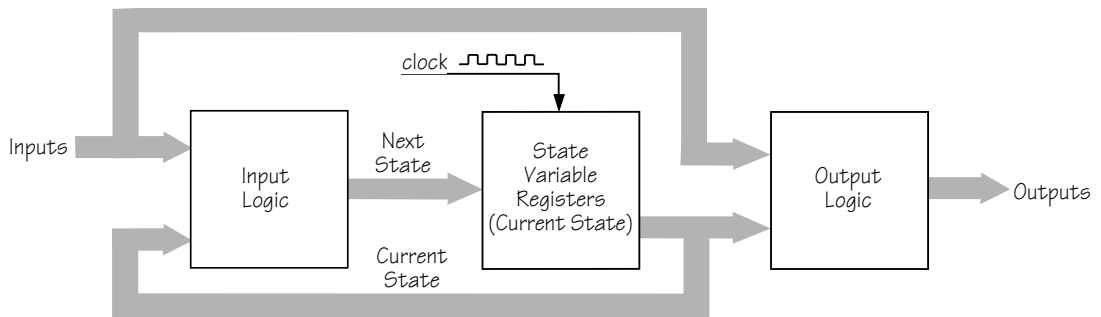 clock
Inputs
Input
Logic
Next
State
State
Variable
Registers
(Current State)
Current
State
Output
Logic
Outputs